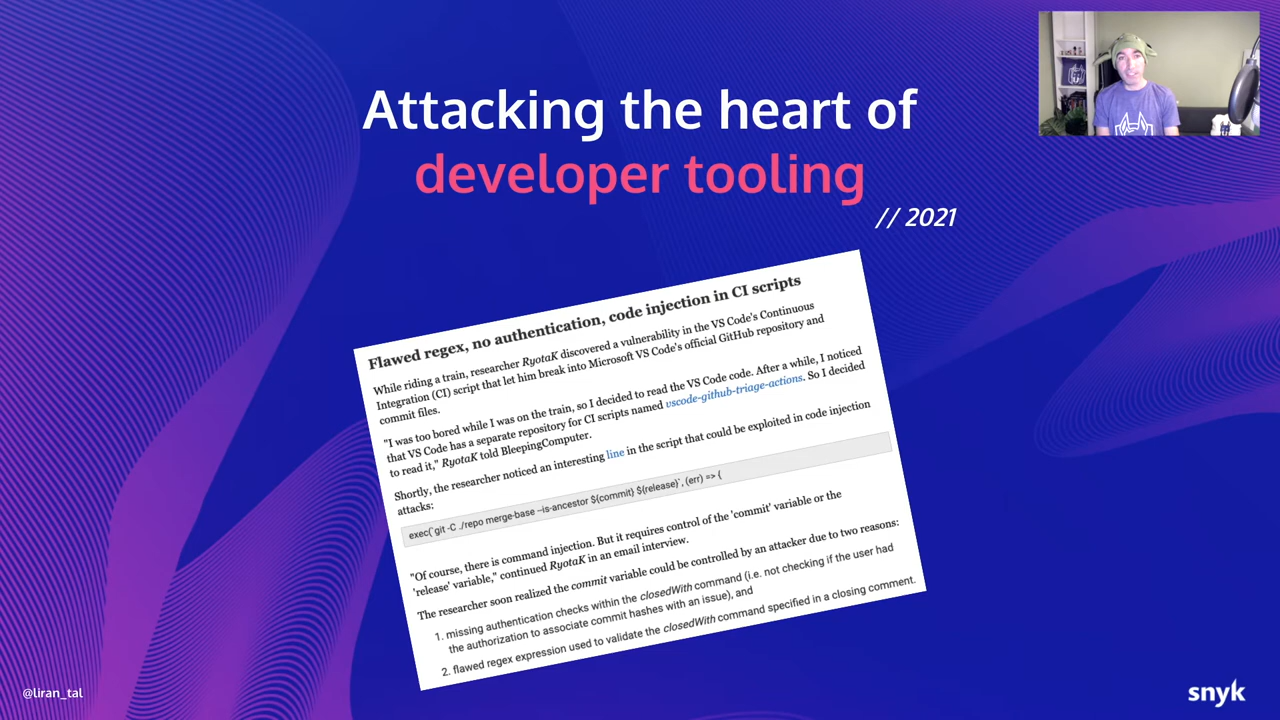 Attacking the heart of
developer tooling
// 2021
Flawed regex, no authentication, code injection in CI scripts
While riding a train, researcher RyotaK discovered a vulnerability in the VS Code's Continuous
Integration (CI) script that let him break into Microsoft VS Code's official GitHub repository and
commit files.
"I was too bored while I was on the train, so I decided to read the VS Code code. After a while, I noticed
that VS Code has a separate repository for CI scripts named vscode-github-triage-actions. So I decided
to read it," RyotaK told BleepingComputer.
Shortly, the researcher noticed an interesting line in the script that could be exploited in code injection
attacks:
exec(`git -C ./repo merge-base --is-ancestor ${commit} ${release}`, (err) => {
"Of course, there is command injection. But it requires control of the 'commit' variable or the
'release' variable," continued RyotaK in an email interview.
The researcher soon realized the commit variable could be controlled by an attacker due to two reasons:
1. missing authentication checks within the closedWith command (i.e. not checking if the user had
the authorization to associate commit hashes with an issue), and
2. flawed regex expression used to validate the closedWith command specified in a closing comment.
@liran_tal
snyk